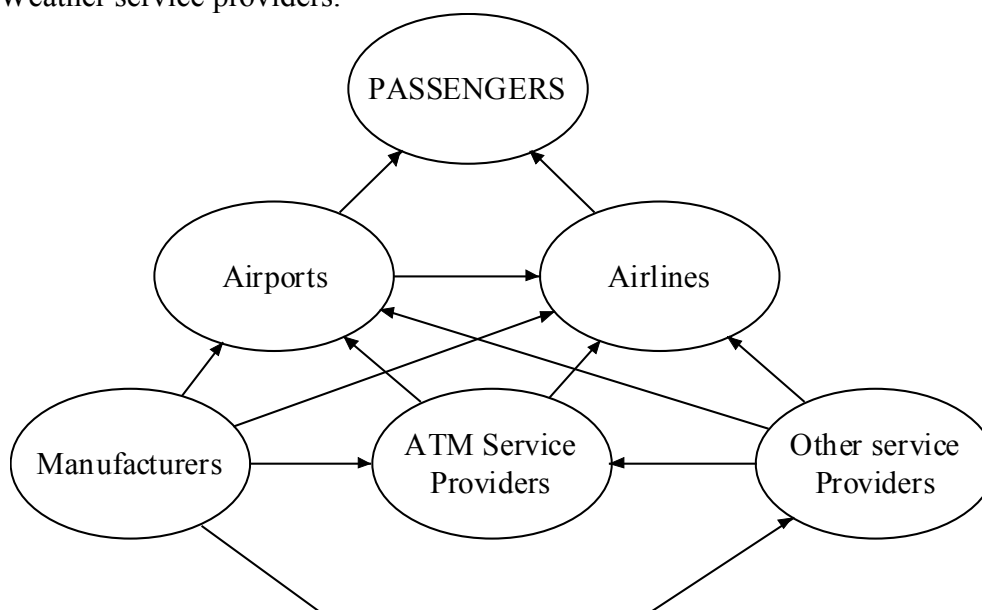 Weather service providers.
PASSENGERS
Airports
Airlines
Manufacturers
ATM Service
Providers
Other service
Providers